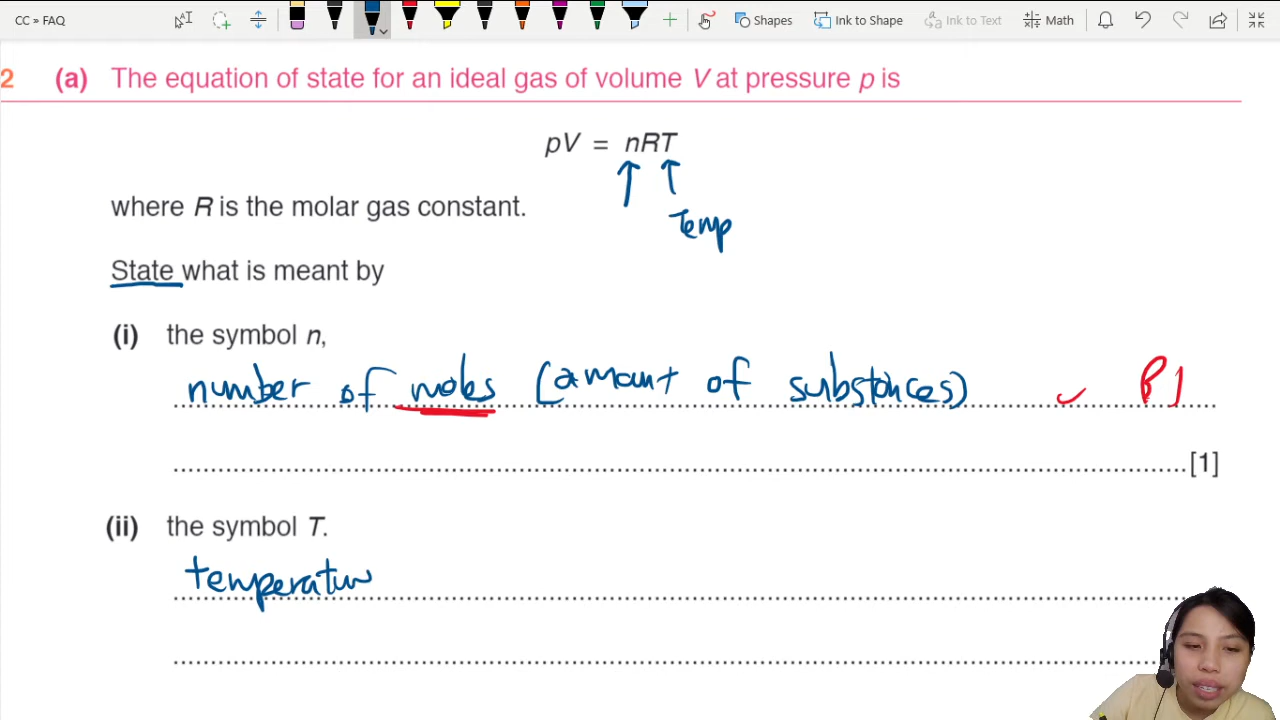 CC » FAQ Shapes Ink to Shape Ink to Text Math
2 (a) The equation of state for an ideal gas of volume V at pressure p is
pV = nRT
where R is the molar gas constant.
Temp
State what is meant by
(i) the symbol n,
number of moles (amount of substances) ✓ B1
[1]
(ii) the symbol T.
temperature